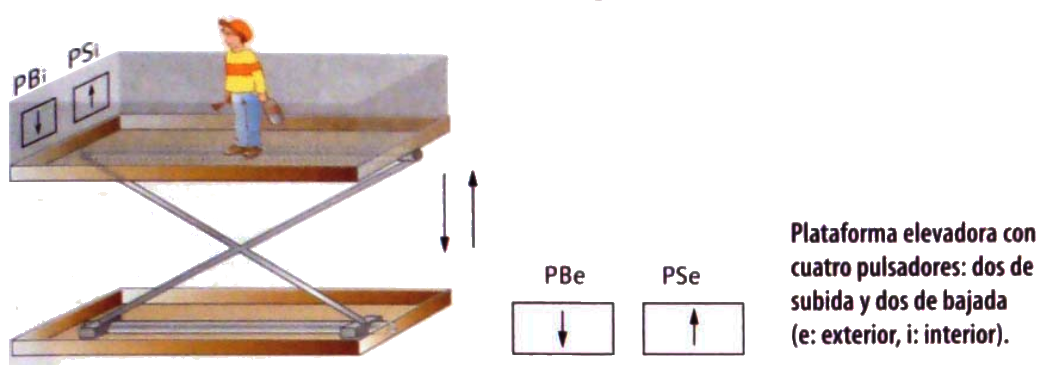 PBi
PSi
PBe
PSe
Plataforma elevadora con
cuatro pulsadores: dos de
subida y dos de bajada
(e: exterior, i: interior).